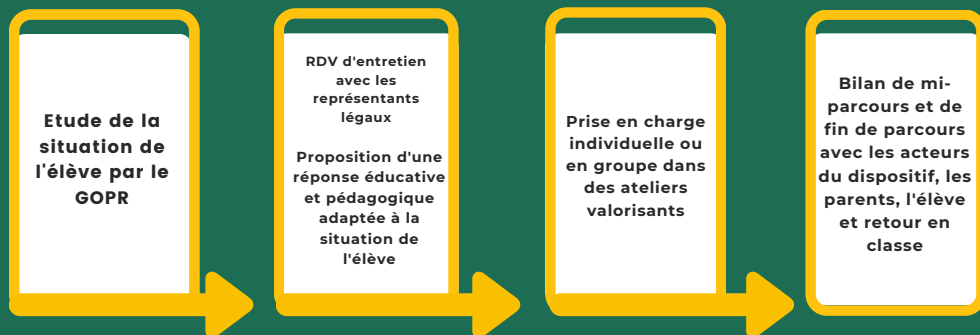 Etude de la
situation de
l'élève par le
GOPR
RDV d'entretien
avec les
représentants
légaux
Proposition d'une
réponse éducative
et pédagogique
adaptée à la
situation de
l'élève
Prise en charge
individuelle ou
en groupe dans
des ateliers
valorisants
Bilan de mi-
parcours et de
fin de parcours
avec les acteurs
du dispositif, les
parents, l'élève
et retour en
classe